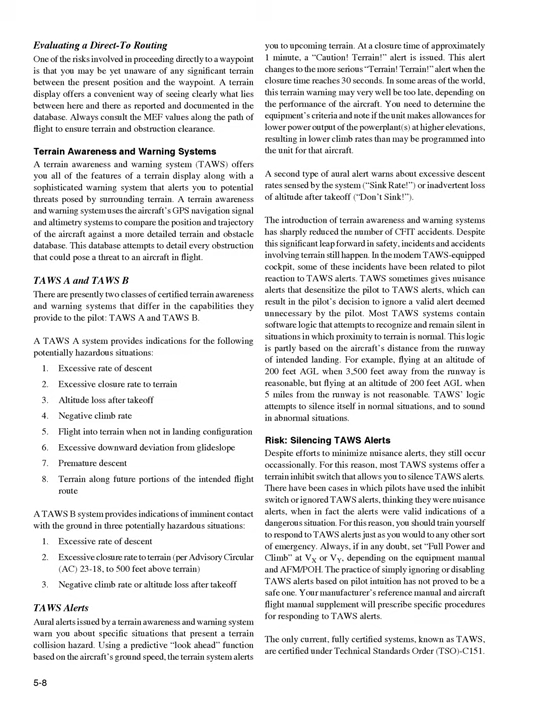 Evaluating a Direct-To Routing
One of the risks involved in proceeding directly to a waypoint
is that you may be yet unaware of any significant terrain
between the present position and the waypoint. A terrain
display offers a convenient way of seeing clearly what lies
between here and there as reported and documented in the
database. Always consult the MEF values along the path of
flight to ensure terrain and obstruction clearance.
Terrain Awareness and Warning Systems
A terrain awareness and warning system (TAWS) offers
you all of the features of a terrain display along with a
sophisticated warning system that alerts you to potential
threats posed by surrounding terrain. A terrain awareness
and warning system uses the aircraft's GPS navigation signal
and altimetry systems to compare the position and trajectory
of the aircraft against a more detailed terrain and obstacle
database. This database attempts to detail every obstruction
that could pose a threat to an aircraft in flight.
TAWS A and TAWS B
There are presently two classes of certified terrain awareness
and warning systems that differ in the capabilities they
provide to the pilot: TAWS A and TAWS B.
A TAWS A system provides indications for the following
potentially hazardous situations:
1. Excessive rate of descent
2. Excessive closure rate to terrain
3. Altitude loss after takeoff
4. Negative climb rate
5. Flight into terrain when not in landing configuration
6. Excessive downward deviation from glideslope
7. Premature descent
8. Terrain along future portions of the intended flight
route
A TAWS B system provides indications of imminent contact
with the ground in three potentially hazardous situations:
1. Excessive rate of descent
2. Excessive closure rate to terrain (per Advisory Circular
(AC) 23-18, to 500 feet above terrain)
3. Negative climb rate or altitude loss after takeoff
TAWS Alerts
Aural alerts issued by a terrain awareness and warning system
warn you about specific situations that present a terrain
collision hazard. Using a predictive "look ahead" function
based on the aircraft's ground speed, the terrain system alerts
you to upcoming terrain. At a closure time of approximately
1 minute, a "Caution! Terrain!" alert is issued. This alert
changes to the more serious "Terrain! Terrain!" alert when the
closure time reaches 30 seconds. In some areas of the world,
this terrain warning may very well be too late, depending on
the performance of the aircraft. You need to determine the
equipment's criteria and note if the unit makes allowances for
lower power output of the powerplant(s) at higher elevations,
resulting in lower climb rates than may be programmed into
the unit for that aircraft.
A second type of aural alert warns about excessive descent
rates sensed by the system ("Sink Rate!") or inadvertent loss
of altitude after takeoff ("Don't Sink!").
The introduction of terrain awareness and warning systems
has sharply reduced the number of CFIT accidents. Despite
this significant leap forward in safety, incidents and accidents
involving terrain still happen. In the modern TAWS-equipped
cockpit, some of these incidents have been related to pilot
reaction to TAWS alerts. TAWS sometimes gives nuisance
alerts that desensitize the pilot to TAWS alerts, which can
result in the pilot's decision to ignore a valid alert deemed
unnecessary by the pilot. Most TAWS systems contain
software logic that attempts to recognize and remain silent in
situations in which proximity to terrain is normal. This logic
is partly based on the aircraft's distance from the runway
of intended landing. For example, flying at an altitude of
200 feet AGL when 3,500 feet away from the runway is
reasonable, but flying at an altitude of 200 feet AGL when
5 miles from the runway is not reasonable. TAWS' logic
attempts to silence itself in normal situations, and to sound
in abnormal situations.
Risk: Silencing TAWS Alerts
Despite efforts to minimize nuisance alerts, they still occur
occassionally. For this reason, most TAWS systems offer a
terrain inhibit switch that allows you to silence TAWS alerts.
There have been cases in which pilots have used the inhibit
switch or ignored TAWS alerts, thinking they were nuisance
alerts, when in fact the alerts were valid indications of a
dangerous situation. For this reason, you should train yourself
to respond to TAWS alerts just as you would to any other sort
of emergency. Always, if in any doubt, set "Full Power and
Climb" at VX or VY, depending on the equipment manual
and AFM/POH. The practice of simply ignoring or disabling
TAWS alerts based on pilot intuition has not proved to be a
safe one. Your manufacturer's reference manual and aircraft
flight manual supplement will prescribe specific procedures
for responding to TAWS alerts.
The only current, fully certified systems, known as TAWS,
are certified under Technical Standards Order (TSO)-C151.
5-8